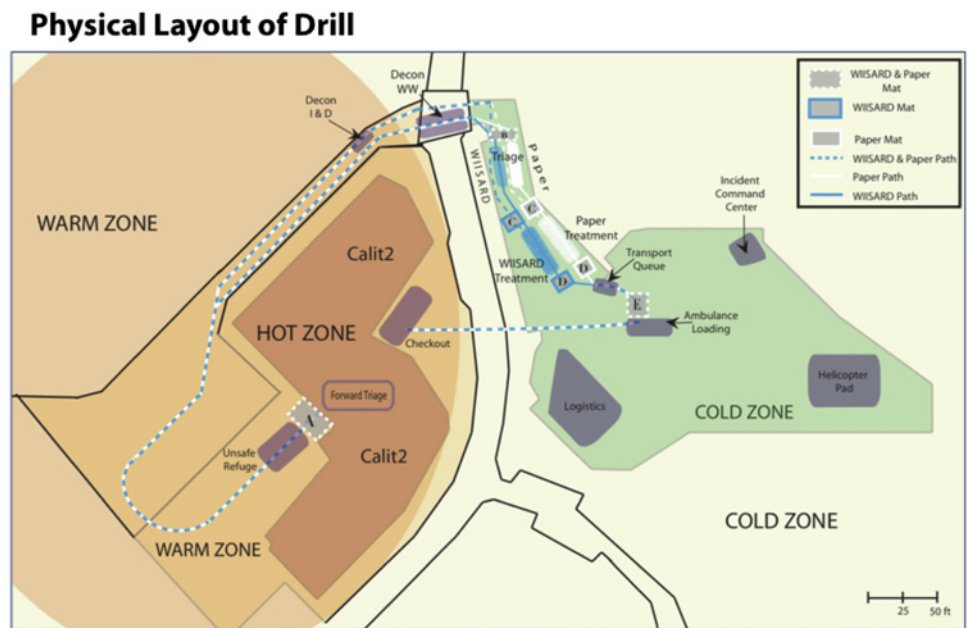 Physical Layout of Drill
Decon
WW
Decon
I & D
WIISARD & Paper
Mat
WIISARD Mat
Paper Mat
WIISARD & Paper Path
Paper Path
WIISARD Path
B
Triage
Paper
WIISARD
Incident
Command
Center
WARM ZONE
C
C
Paper
Treatment
Calit2
WIISARD
Treatment
D
D
Transport
Queue
E
HOT ZONE
Checkout
Ambulance
Loading
Forward Triage
Helicopter
Pad
A
Logistics
COLD ZONE
Unsafe
Refuge
Calit2
COLD ZONE
WARM ZONE
25
50 ft